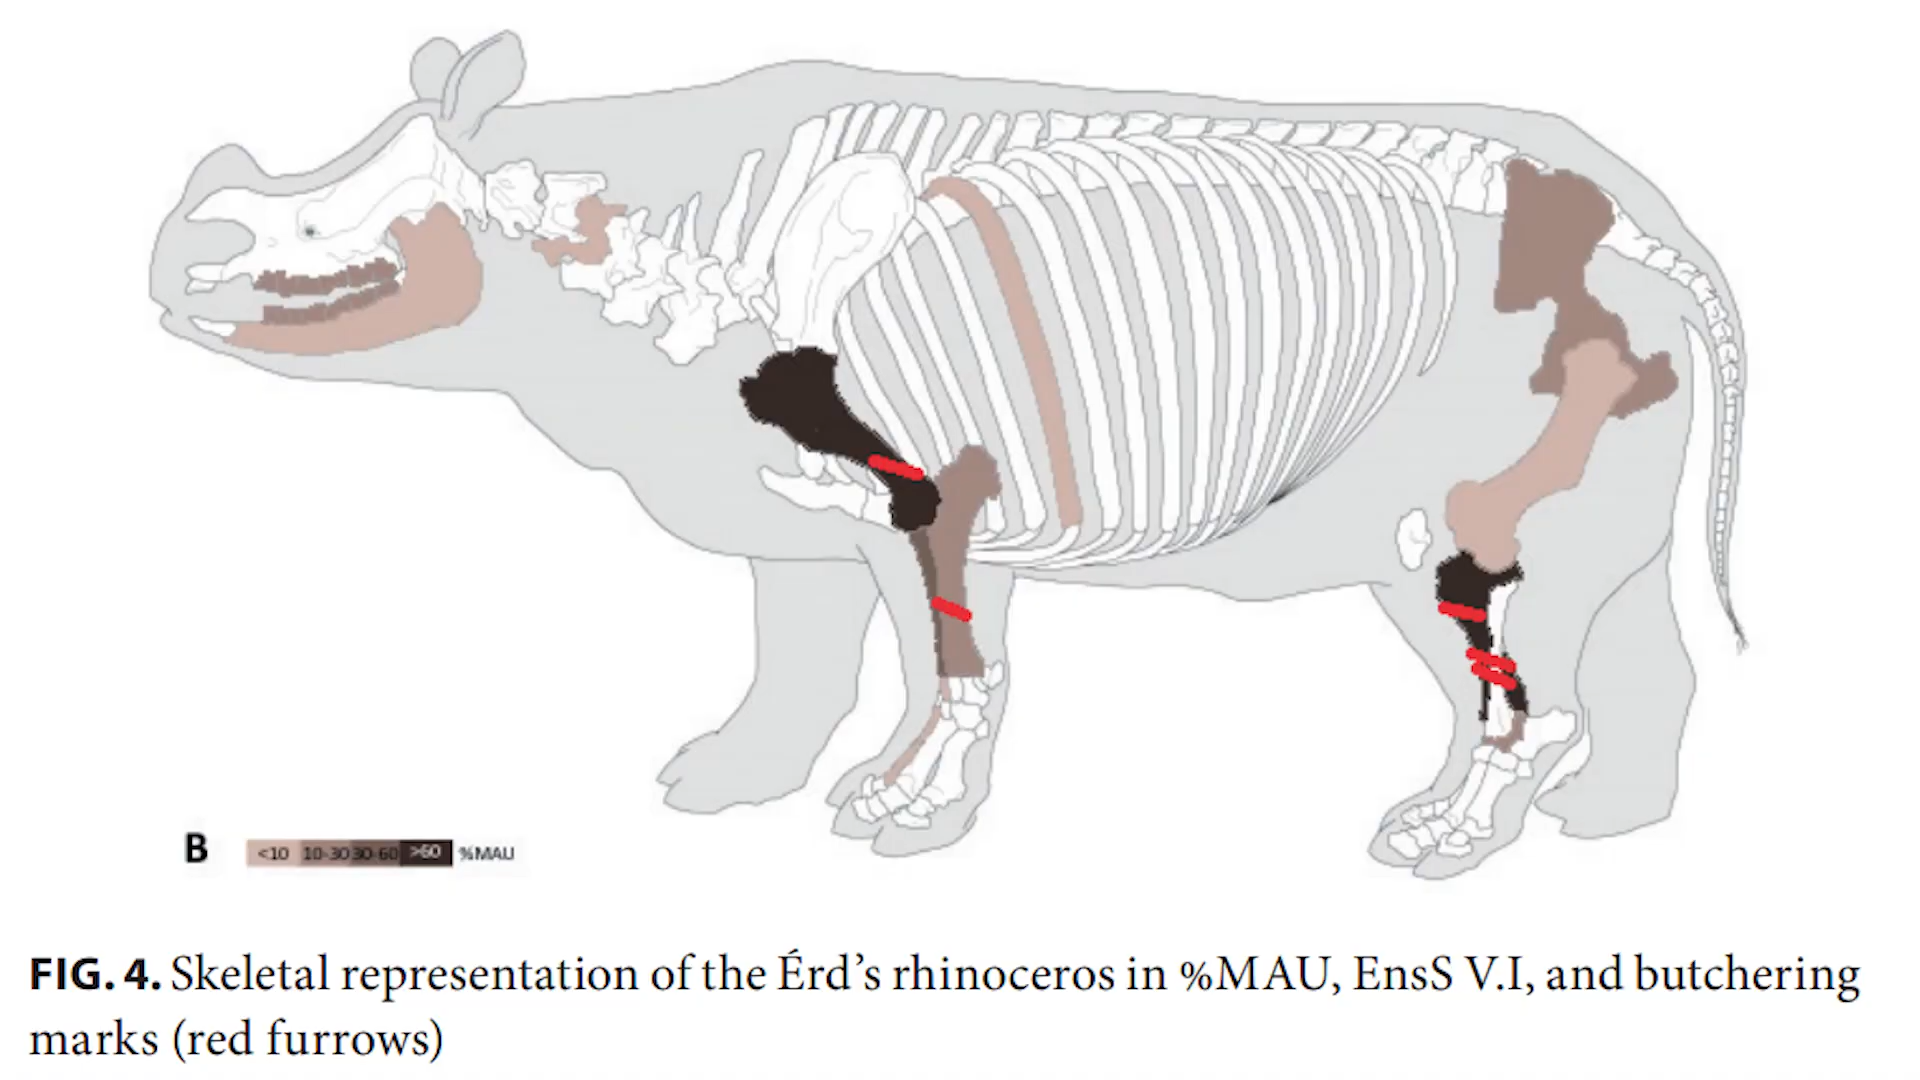 B <10 10-30 30-60 >60 %MAU
FIG. 4. Skeletal representation of the Érd’s rhinoceros in %MAU, EnsS V.I, and butchering
marks (red furrows)